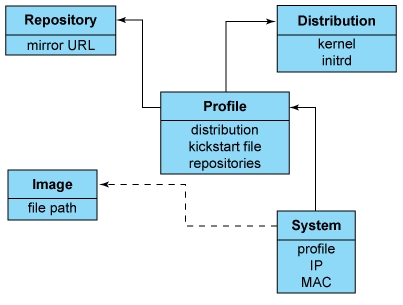 Repository
mirror URL
Distribution
kernel
initrd
Profile
distribution
kickstart file
repositories
Image
file path
System
profile
IP
MAC